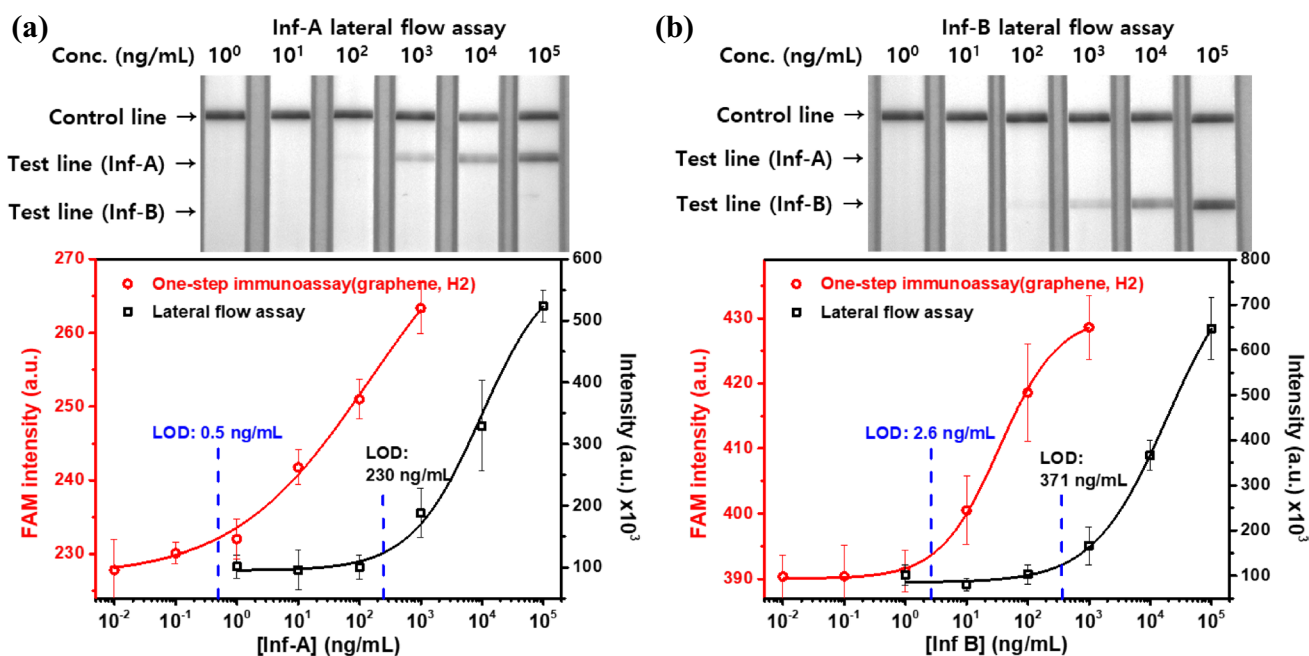 (a)
Inf-A lateral flow assay
Conc. (ng/mL) 10⁰ 10¹ 10² 10³ 10⁴ 10⁵
Control line →
Test line (Inf-A) →
Test line (Inf-B) →
270
260
250
240
230
FAM intensity (a.u.)
One-step immunoassay(graphene, H2)
Lateral flow assay
LOD: 0.5 ng/mL
LOD:
230 ng/mL
600
500
400
300
200
100
Intensity (a.u.) x10³
10⁻² 10⁻¹ 10⁰ 10¹ 10² 10³ 10⁴ 10⁵
[Inf-A] (ng/mL)
(b)
Inf-B lateral flow assay
Conc. (ng/mL) 10⁰ 10¹ 10² 10³ 10⁴ 10⁵
Control line →
Test line (Inf-A) →
Test line (Inf-B) →
430
420
410
400
390
FAM intensity (a.u.)
One-step immunoassay(graphene, H2)
Lateral flow assay
LOD: 2.6 ng/mL
LOD:
371 ng/mL
800
700
600
500
400
300
200
100
Intensity (a.u.) x10³
10⁻² 10⁻¹ 10⁰ 10¹ 10² 10³ 10⁴ 10⁵
[Inf B] (ng/mL)